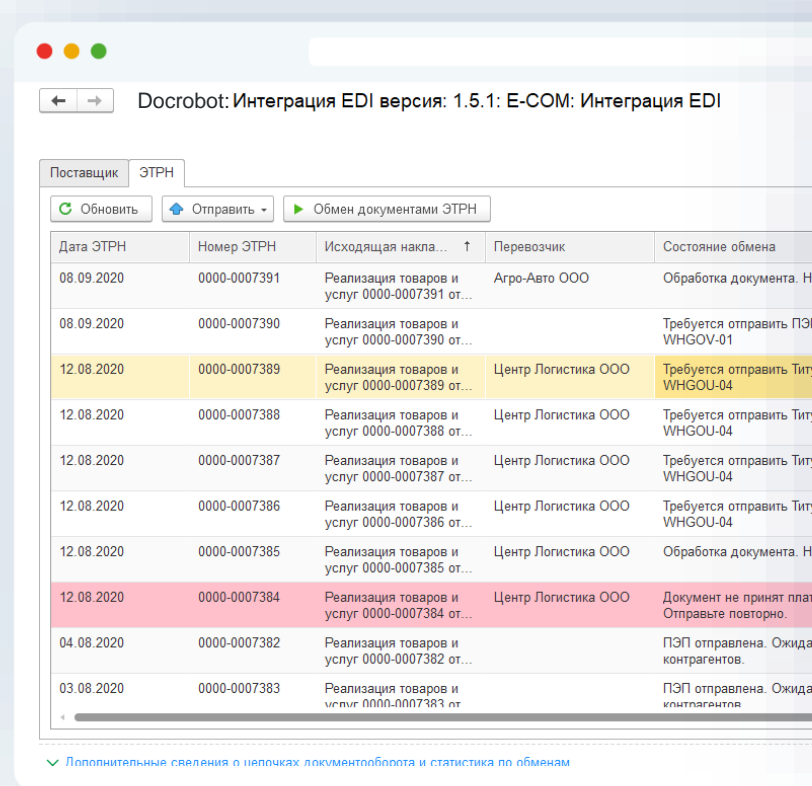 Docrobot: Интеграция EDI версия: 1.5.1: E-COM: Интеграция EDI
Поставщик ЭТРН
Обновить Отправить Обмен документами ЭТРН
Дата ЭТРН Номер ЭТРН Исходящая накла... ↑ Перевозчик Состояние обмена
08.09.2020 0000-0007391 Реализация товаров и Агро-Авто ООО Обработка документа. Н
услуг 0000-0007391 от...
08.09.2020 0000-0007390 Реализация товаров и Требуется отправить ПЭП
услуг 0000-0007390 от... WHGOV-01
12.08.2020 0000-0007389 Реализация товаров и Центр Логистика ООО Требуется отправить Титу
услуг 0000-0007389 от... WHGOU-04
12.08.2020 0000-0007388 Реализация товаров и Центр Логистика ООО Требуется отправить Титу
услуг 0000-0007388 от... WHGOU-04
12.08.2020 0000-0007387 Реализация товаров и Центр Логистика ООО Требуется отправить Титу
услуг 0000-0007387 от... WHGOU-04
12.08.2020 0000-0007386 Реализация товаров и Центр Логистика ООО Требуется отправить Титу
услуг 0000-0007386 от... WHGOU-04
12.08.2020 0000-0007385 Реализация товаров и Центр Логистика ООО Обработка документа. Н
услуг 0000-0007385 от...
12.08.2020 0000-0007384 Реализация товаров и Центр Логистика ООО Документ не принят плат
услуг 0000-0007384 от... Отправьте повторно.
04.08.2020 0000-0007382 Реализация товаров и ПЭП отправлена. Ожида
услуг 0000-0007382 от... контрагентов.
03.08.2020 0000-0007383 Реализация товаров и ПЭП отправлена. Ожида
услуг 0000-0007383 от контрагентов
Дополнительные сведения о цепочках документооборота и статистика по обменам